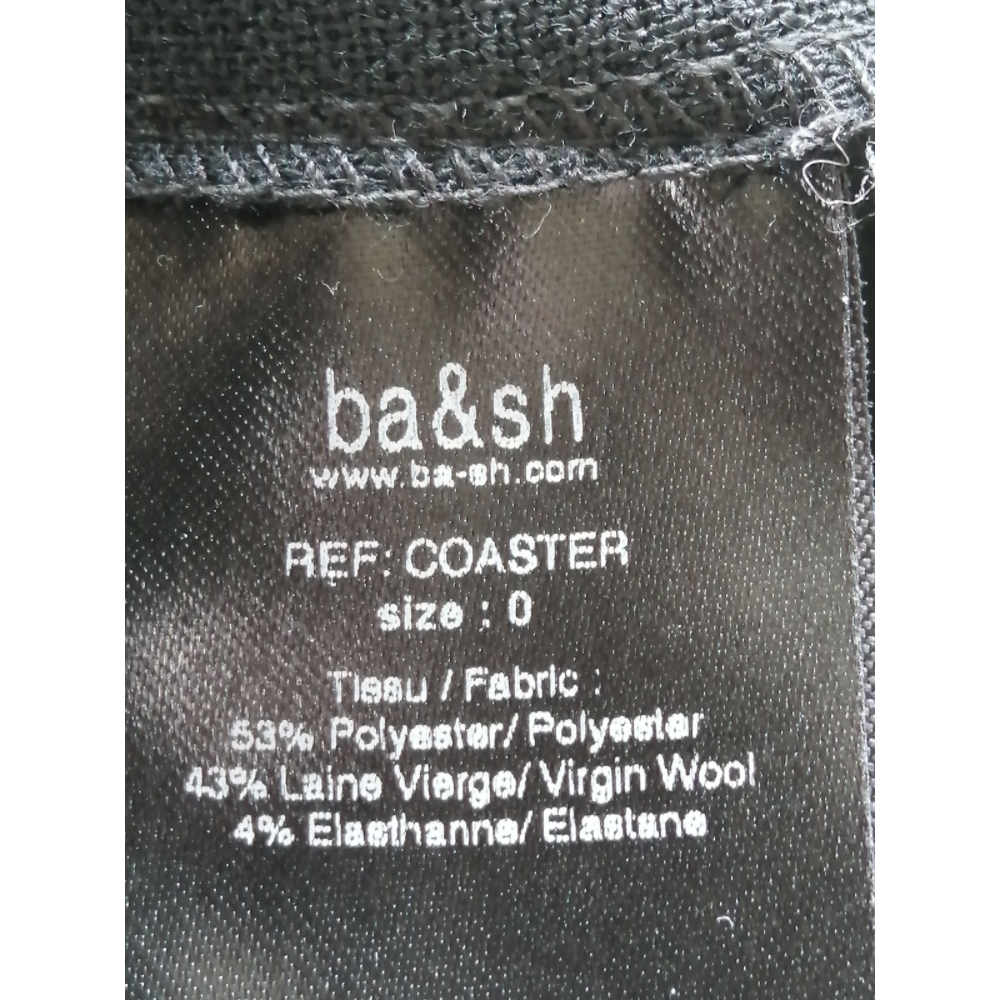 ba&sh
www.ba-sh.com
REF: COASTER
size : 0
Tissu / Fabric :
53% Polyester/ Polyester
43% Laine Vierge/ Virgin Wool
4% Elasthanne/ Elastane